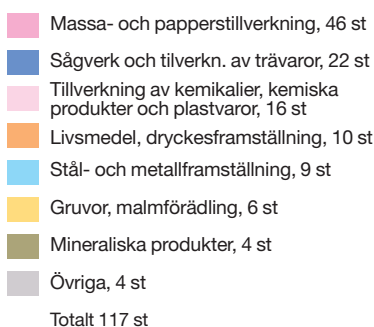 Massa- och papperstillverkning, 46 st
Sågverk och tilverkn. av trävaror, 22 st
Tillverkning av kemikalier, kemiska
produkter och plastvaror, 16 st
Livsmedel, dryckesframställning, 10 st
Stål- och metallframställning, 9 st
Gruvor, malmförädling, 6 st
Mineraliska produkter, 4 st
Övriga, 4 st
Totalt 117 st